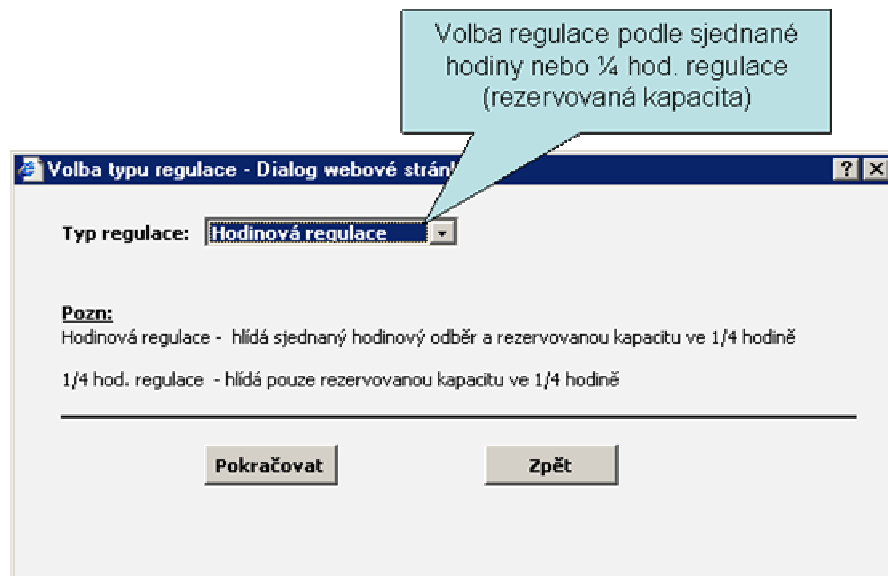 Volba regulace podle sjednané
hodiny nebo ¼ hod. regulace
(rezervovaná kapacita)
Volba typu regulace - Dialog webové strán
Typ regulace: Hodinová regulace
Pozn:
Hodinová regulace - hlídá sjednaný hodinový odběr a rezervovanou kapacitu ve 1/4 hodině
1/4 hod. regulace - hlídá pouze rezervovanou kapacitu ve 1/4 hodině
Pokračovat Zpět